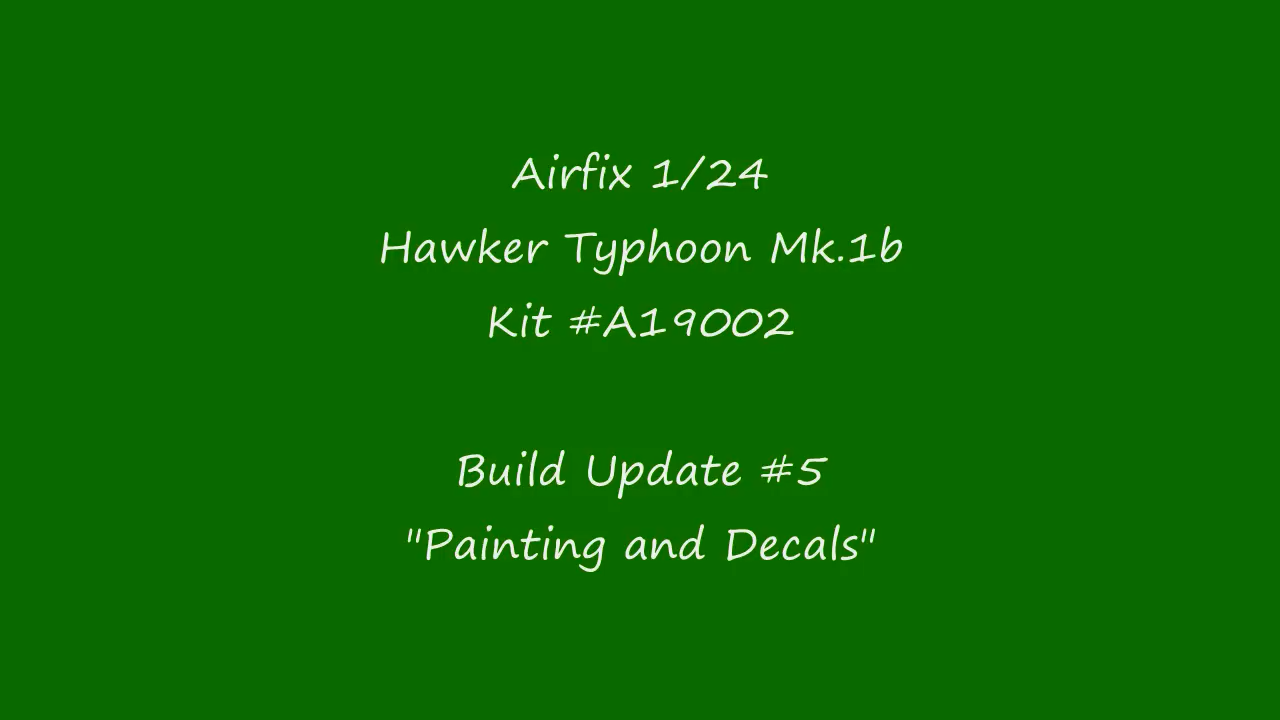 Airfix 1/24
Hawker Typhoon Mk.1b
Kit #A19002
Build Update #5
"Painting and Decals"